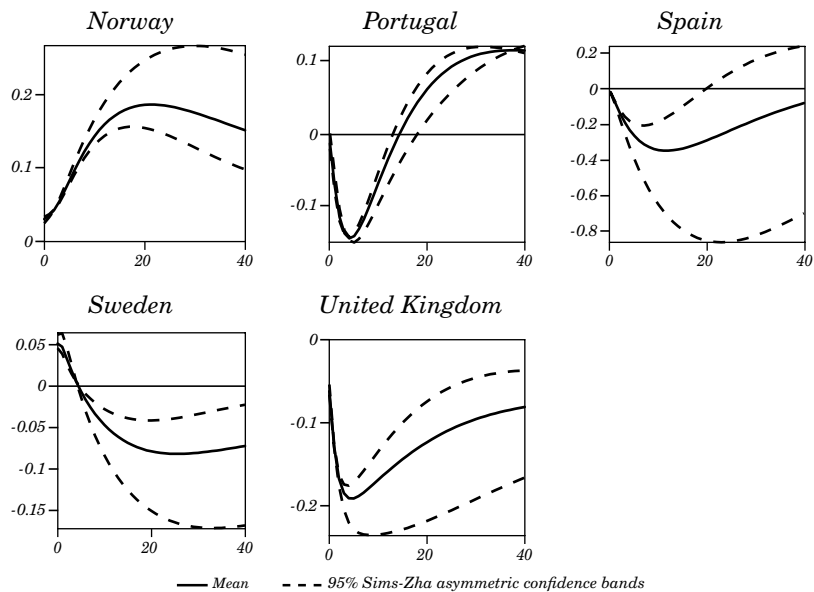 Norway
0.2
0.1
0
0 20 40
Portugal
0.1
0
-0.1
0 20 40
Spain
0.2
0
-0.2
-0.4
-0.6
-0.8
0 20 40
Sweden
0.05
0
-0.05
-0.1
-0.15
0 20 40
United Kingdom
0
-0.1
-0.2
0 20 40
Mean 95% Sims-Zha asymmetric confidence bands